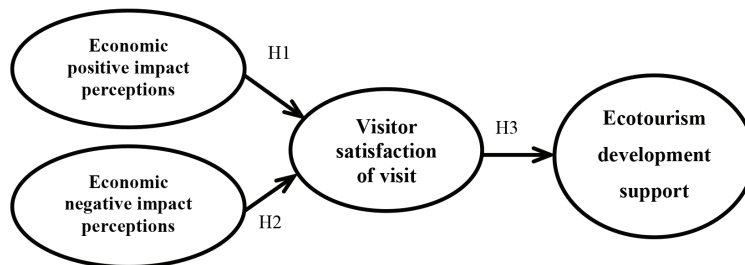 Economic
positive impact
perceptions
H1
Economic
negative impact
perceptions
H2
Visitor
satisfaction
of visit
H3
Ecotourism
development
support